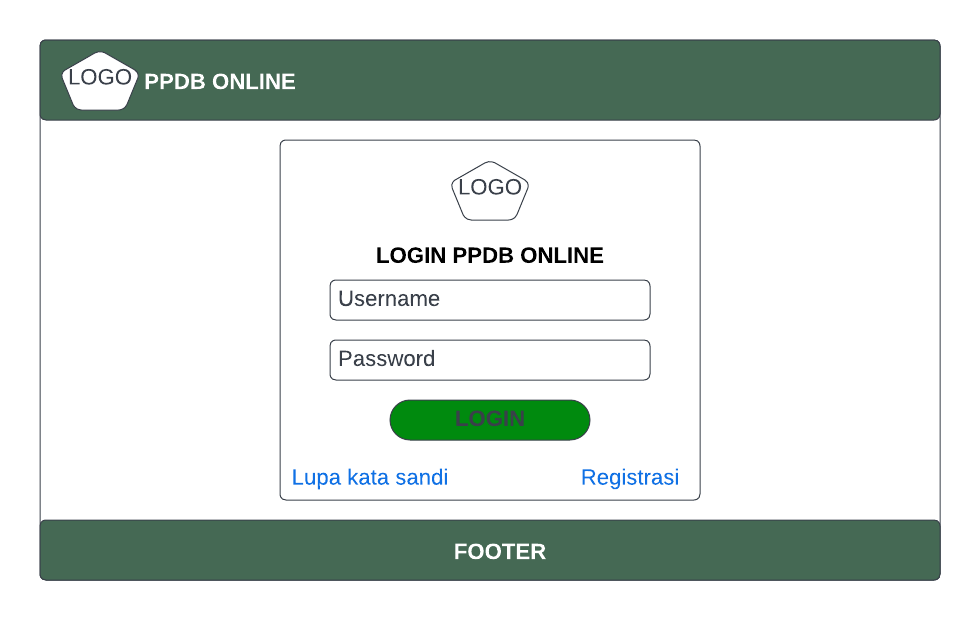 LOGO PPDB ONLINE
LOGO
LOGIN PPDB ONLINE
Username
Password
LOGIN
Lupa kata sandi Registrasi
FOOTER